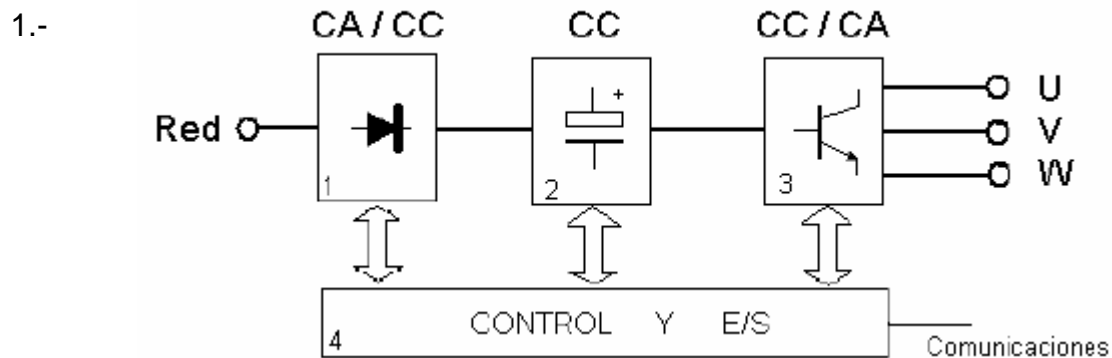 1.-
CA / CC CC CC / CA
Red U
+
V
W
1 2 3
4 CONTROL Y E/S
Comunicaciones